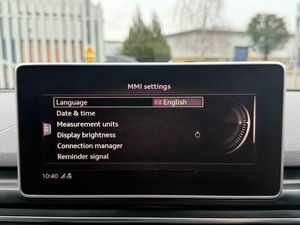 MMI settings
Language English
Date & time
Measurement units
Display brightness
Connection manager
Reminder signal
10:40